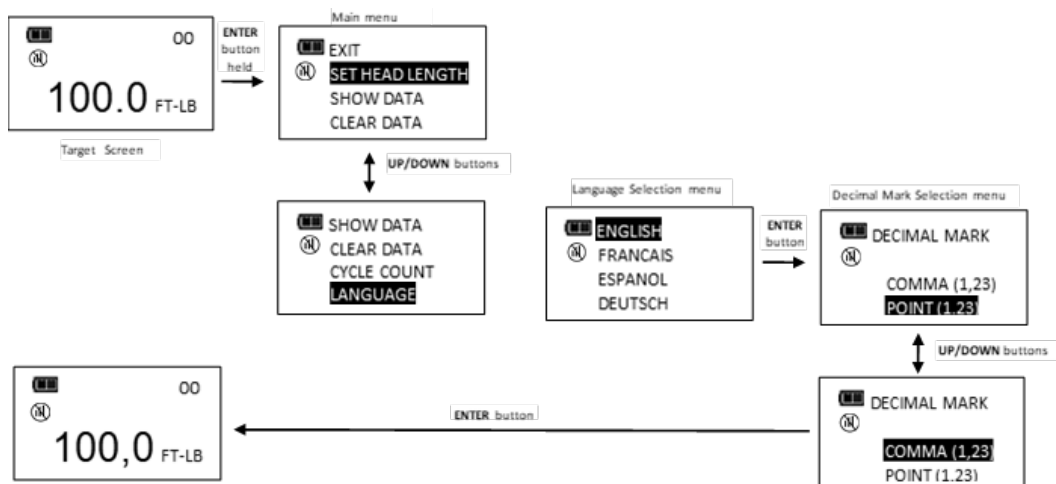 Main menu
00
100.0 FT-LB
Target Screen
ENTER
button
held
EXIT
SET HEAD LENGTH
SHOW DATA
CLEAR DATA
UP/DOWN buttons
SHOW DATA
CLEAR DATA
CYCLE COUNT
LANGUAGE
Language Selection menu
ENGLISH
FRANCAIS
ESPANOL
DEUTSCH
ENTER
button
Decimal Mark Selection menu
DECIMAL MARK
COMMA (1,23)
POINT (1.23)
UP/DOWN buttons
DECIMAL MARK
COMMA (1,23)
POINT (1.23)
ENTER button
00
100,0 FT-LB